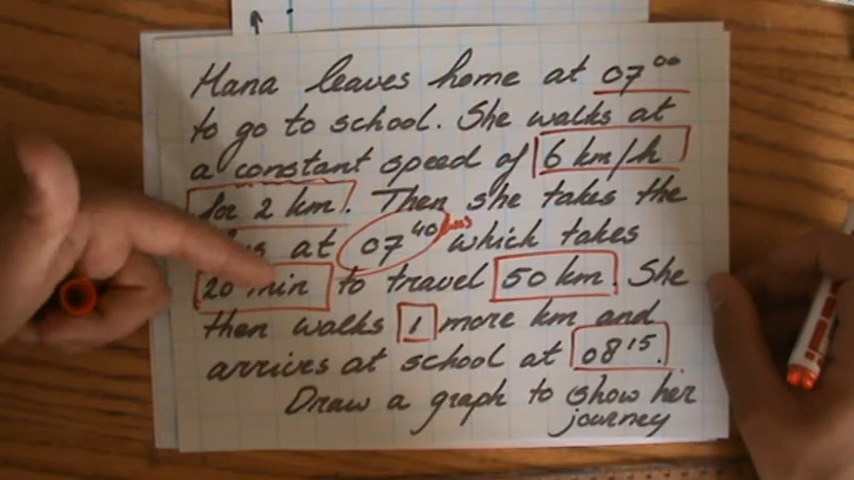 Hana leaves home at 07⁰⁰
to go to school. She walks at
a constant speed of 6 km/h
for 2 km. Then she takes the
at 07⁴⁰ which takes
20 min to travel 50 km. She
then walks 1 more km and
arrives at school at 08¹⁵.
Draw a graph to show her
journey